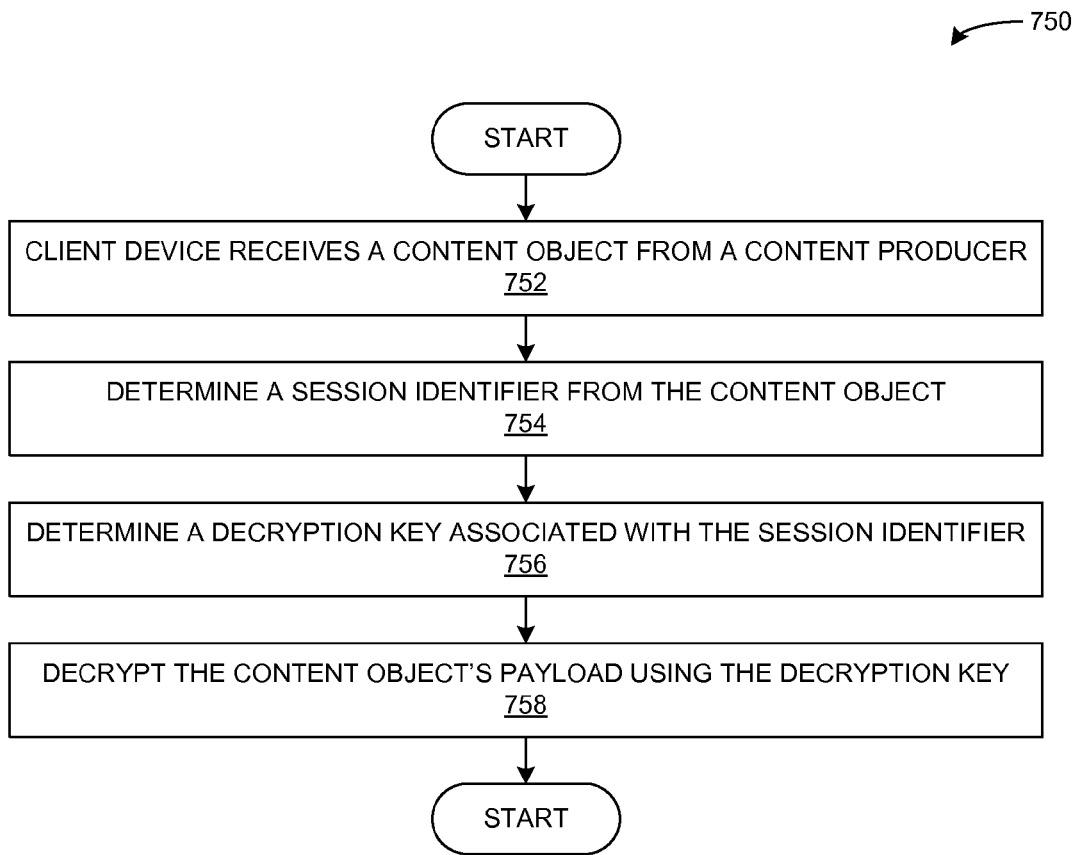 750
START
CLIENT DEVICE RECEIVES A CONTENT OBJECT FROM A CONTENT PRODUCER
752
DETERMINE A SESSION IDENTIFIER FROM THE CONTENT OBJECT
754
DETERMINE A DECRYPTION KEY ASSOCIATED WITH THE SESSION IDENTIFIER
756
DECRYPT THE CONTENT OBJECT'S PAYLOAD USING THE DECRYPTION KEY
758
START